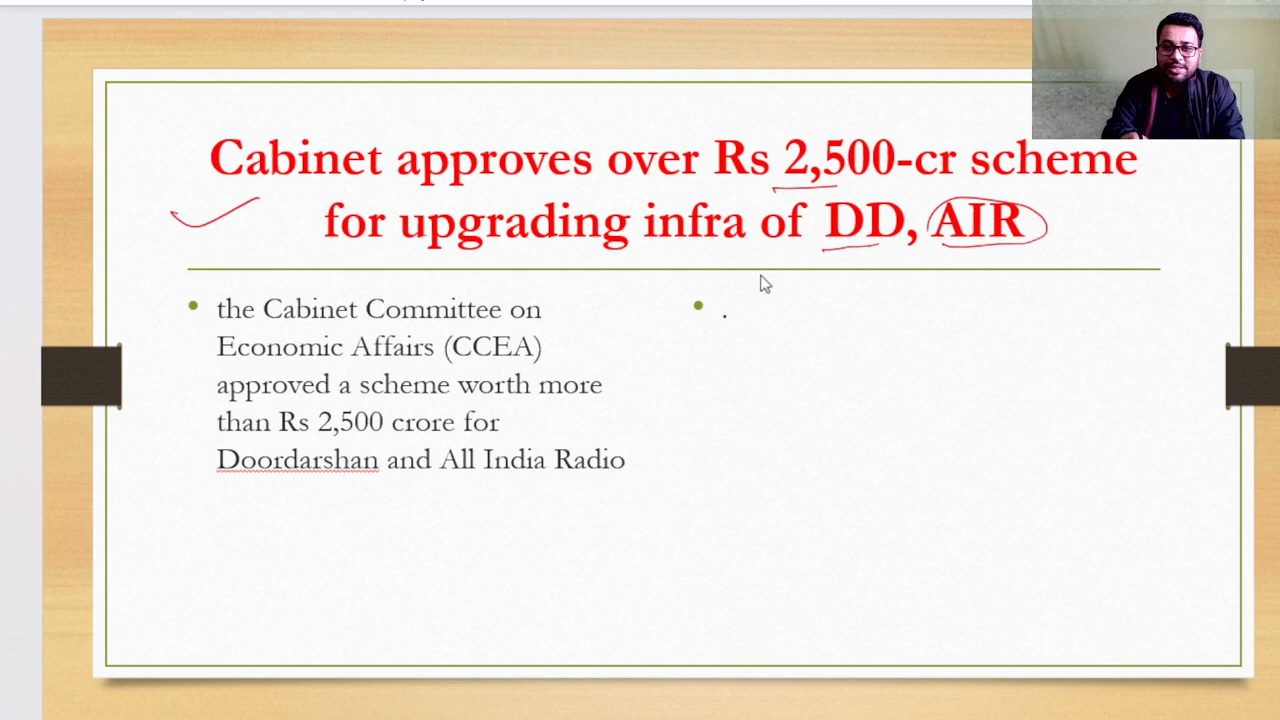 Cabinet approves over Rs 2,500-cr scheme
for upgrading infra of DD, AIR
the Cabinet Committee on
Economic Affairs (CCEA)
approved a scheme worth more
than Rs 2,500 crore for
Doordarshan and All India Radio
.